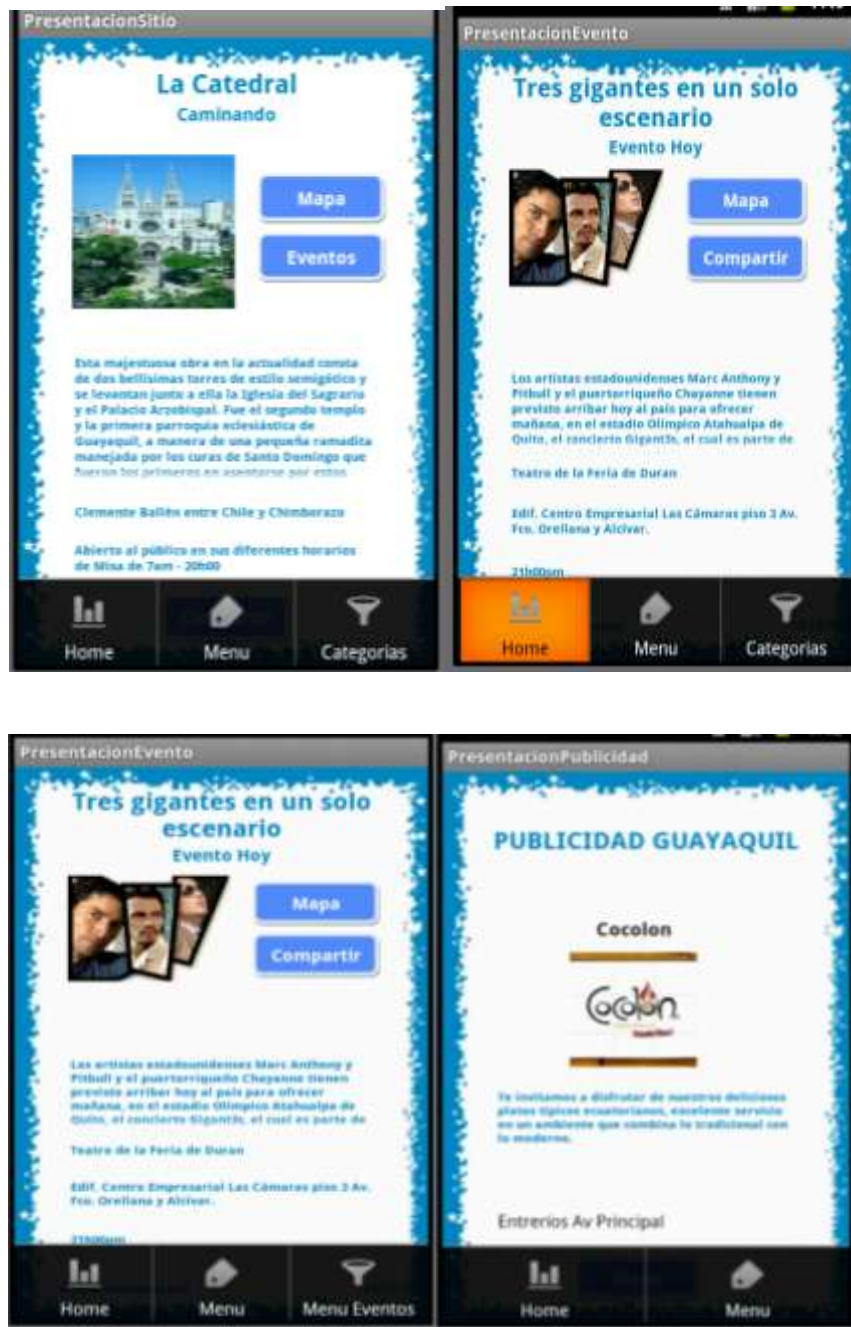 PresentacionSitio
La Catedral
Caminando
Mapa
Eventos
Esta majestuosa obra en la actualidad consta
de dos bellísimas torres de estilo semigótico y
se levantan junto a ella la Iglesia del Sagrario
y el Palacio Arzobispal. Fue el segundo templo
y la primera parroquia eclesiástica de
Guayaquil, a manera de una pequeña ramadita
manejada por los curas de Santo Domingo que
fueron los primeros en asentarse por estos
Clemente Ballén entre Chile y Chimborazo
Abierto al público en sus diferentes horarios
de Misa de 7am - 20h00
Home
Menu
Categorias
PresentacionEvento
Tres gigantes en un solo
escenario
Evento Hoy
Mapa
Compartir
Los artistas estadounidenses Marc Anthony y
Pitbull y el puertorriqueño Chayanne tienen
previsto arribar hoy al país para ofrecer
mañana, en el estadio Olímpico Atahualpa de
Quito, el concierto Gigant3s, el cual es parte de
Teatro de la Feria de Duran
Edif. Centro Empresarial Las Cámaras piso 3 Av.
Fco. Orellana y Alcivar.
21h00pm
Home
Menu
Categorias
PresentacionEvento
Tres gigantes en un solo
escenario
Evento Hoy
Mapa
Compartir
Los artistas estadounidenses Marc Anthony y
Pitbull y el puertorriqueño Chayanne tienen
previsto arribar hoy al país para ofrecer
mañana, en el estadio Olímpico Atahualpa de
Quito, el concierto Gigant3s, el cual es parte de
Teatro de la Feria de Duran
Edif. Centro Empresarial Las Cámaras piso 3 Av.
Fco. Orellana y Alcivar.
21h00pm
Home
Menu
Menu Eventos
PresentacionPublicidad
PUBLICIDAD GUAYAQUIL
Cocolon
Cocolón
Te invitamos a disfrutar de nuestros deliciosos
platos típicos ecuatorianos, excelente servicio
en un ambiente que combina lo tradicional con
lo moderno.
Entrerios Av Principal
Home
Menu